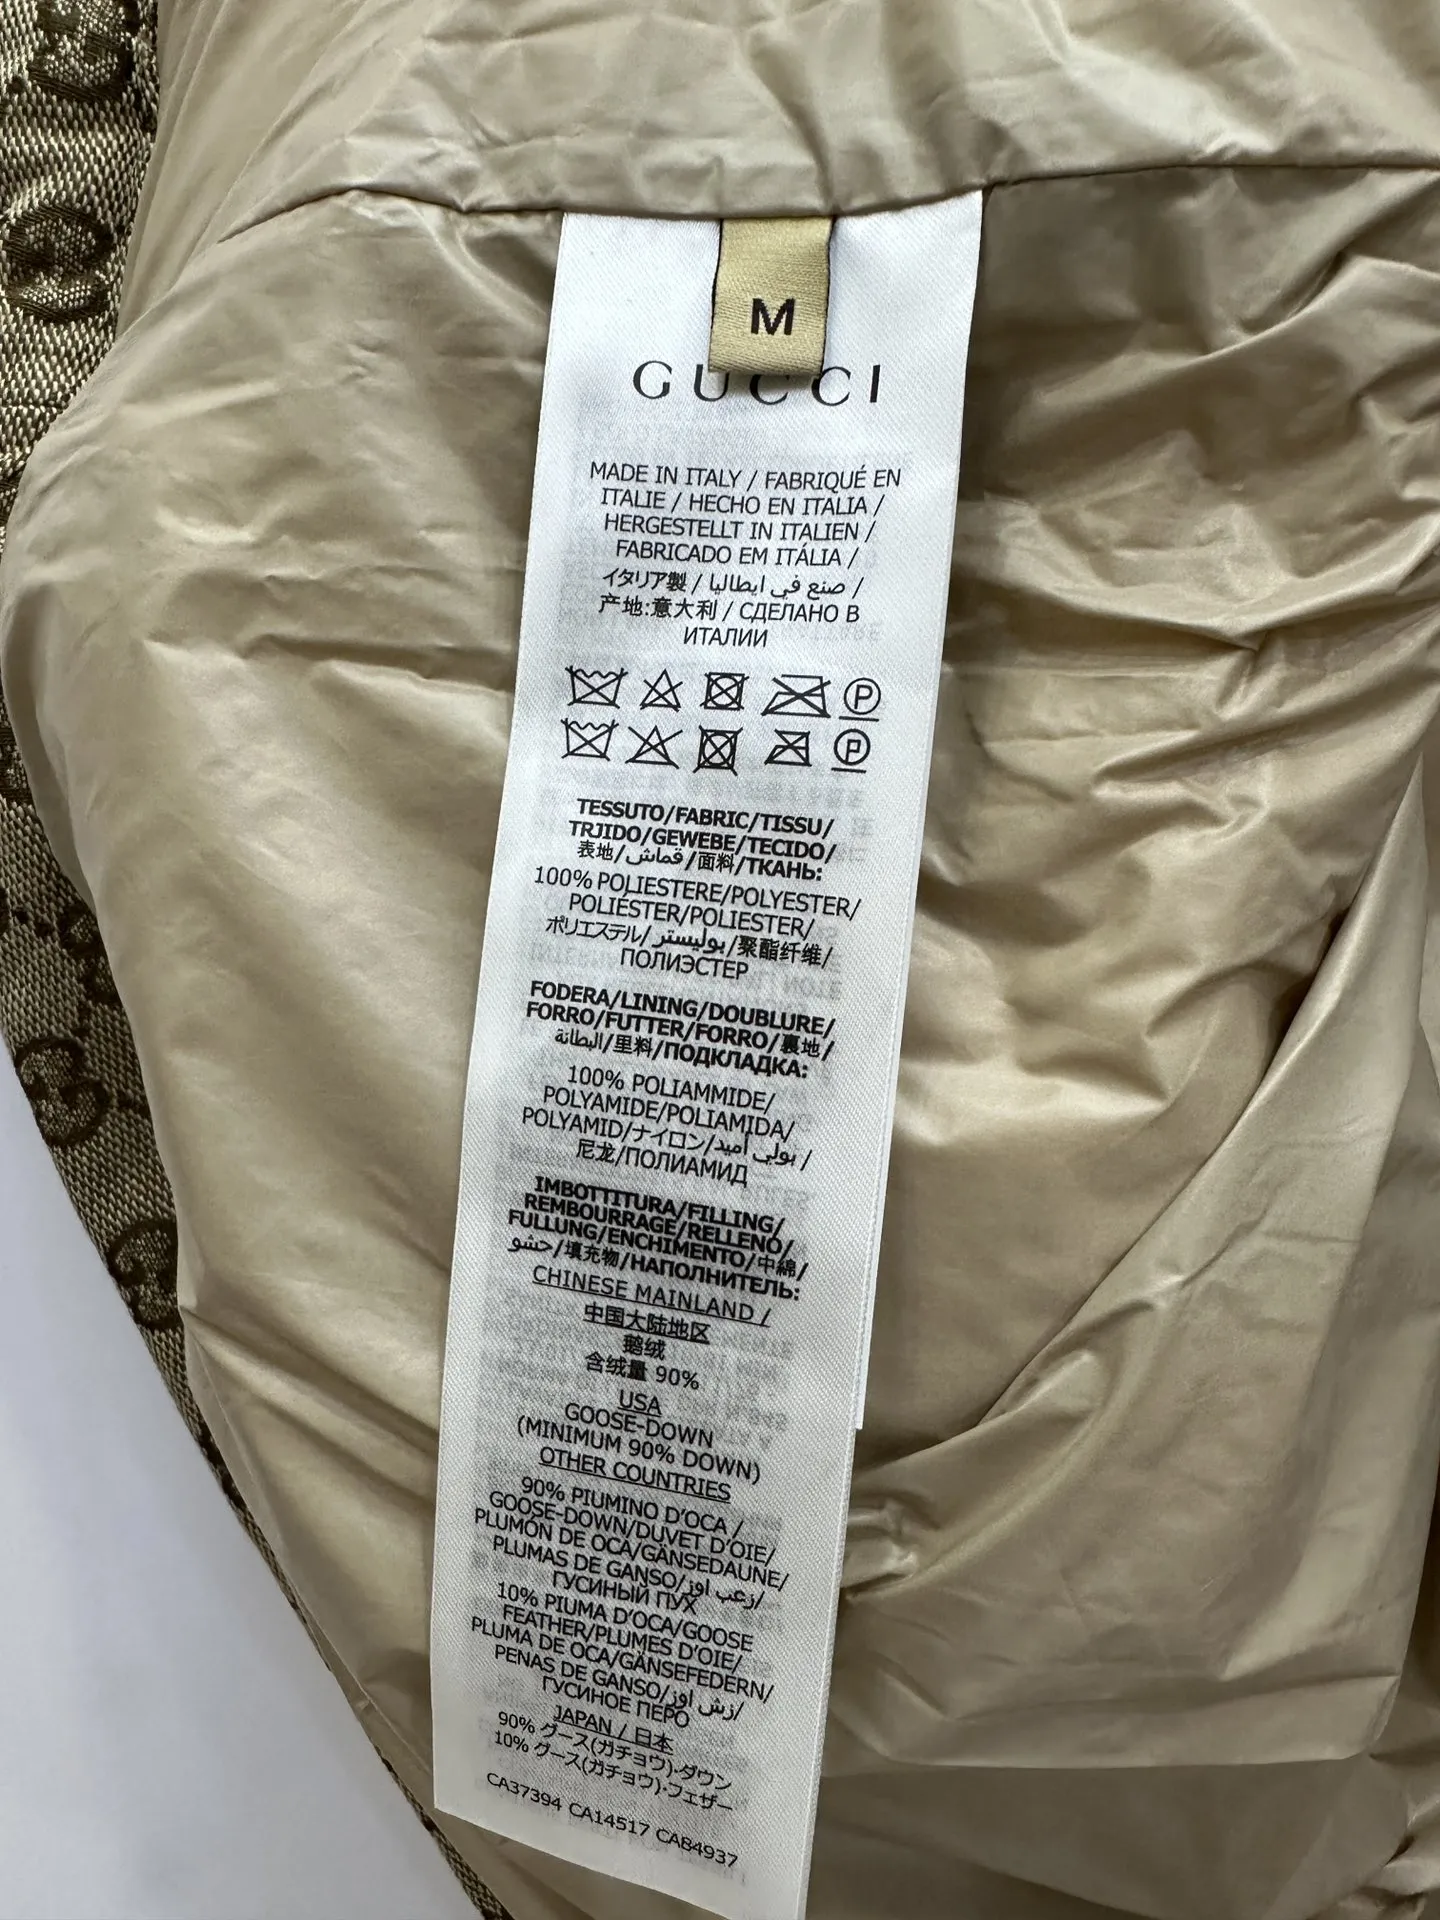 M
GUCCI
MADE IN ITALY / FABRIQUÉ EN
ITALIE / HECHO EN ITALIA /
HERGESTELLT IN ITALIEN /
FABRICADO EM ITÁLIA /
イタリア製 / صنع في ايطاليا /
产地:意大利 / СДЕЛАНО В
ИТАЛИИ
P
P
TESSUTO/FABRIC/TISSU/
TRJIDO/GEWEBE/TECIDO/
表地/قماش/面料/ТКАНЬ:
100% POLIESTERE/POLYESTER/
POLIÉSTER/POLIESTER/
ポリエステル/بوليستر/聚酯纤维/
ПОЛИЭСТЕР
FODERA/LINING/DOUBLURE/
FORRO/FUTTER/FORRO/裏地/
البطانة/里料/ПОДКЛАДКА:
100% POLIAMMIDE/
POLYAMIDE/POLIAMIDA/
POLYAMID/ナイロン/بولي أميد/
尼龙/ПОЛИАМИД
IMBOTTITURA/FILLING/
REMBOURRAGE/RELLENO/
FULLUNG/ENCHIMENTO/中綿/
حشو/填充物/НАПОЛНИТЕЛЬ:
CHINESE MAINLAND /
中国大陆地区
鹅绒
含绒量 90%
USA
GOOSE-DOWN
(MINIMUM 90% DOWN)
OTHER COUNTRIES
90% PIUMINO D'OCA /
GOOSE-DOWN/DUVET D'OIE/
PLUMÓN DE OCA/GÄNSEDAUNE/
PLUMAS DE GANSO/زغب اوز/
ГУСИНЫЙ ПУХ
10% PIUMA D'OCA/GOOSE
FEATHER/PLUMES D'OIE/
PLUMA DE OCA/GÄNSEFEDERN/
PENAS DE GANSO/زش اوز/
ГУСИНОЕ ПЕРО
JAPAN / 日本
90% グース(ガチョウ)･ダウン
10% グース(ガチョウ)･フェザー
CA37394 CA14517 CA84937